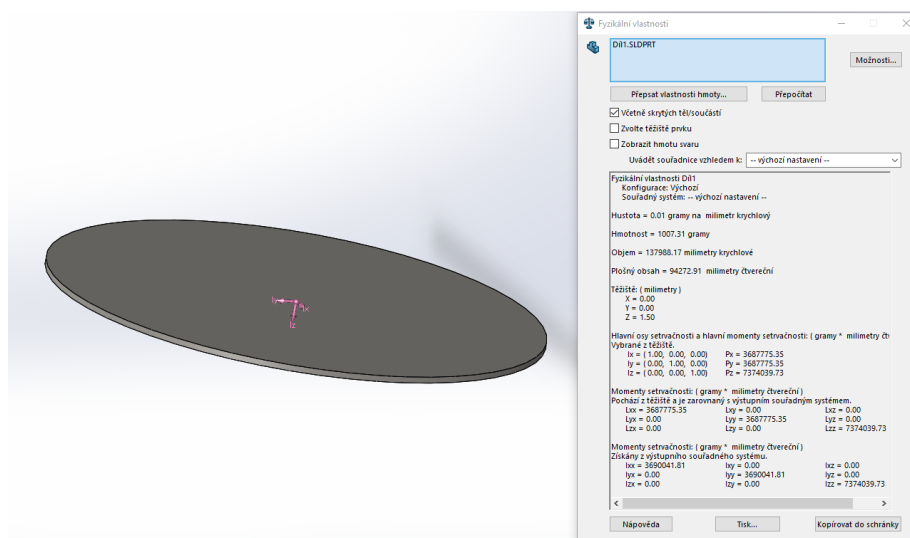 Fyzikální vlastnosti
Díl1.SLDPRT
Možnosti...
Přepsat vlastnosti hmoty... Přepočítat
Včetně skrytých těl/součástí
Zvolte těžiště prvku
Zobrazit hmotu svaru
Uvádět souřadnice vzhledem k: -- výchozí nastavení --
Fyzikální vlastnosti Díl1
Konfigurace: Výchozí
Souřadný systém: -- výchozí nastavení --
Hustota = 0.01 gramy na milimetr krychlový
Hmotnost = 1007.31 gramy
Objem = 137988.17 milimetry krychlové
Plošný obsah = 94272.91 milimetry čtvereční
Těžiště: ( milimetry )
X = 0.00
Y = 0.00
Z = 1.50
Hlavní osy setrvačnosti a hlavní momenty setrvačnosti: ( gramy * milimetry čtv
Vybrané z těžiště.
Ix = ( 1.00, 0.00, 0.00) Px = 3687775.35
Iy = ( 0.00, 1.00, 0.00) Py = 3687775.35
Iz = ( 0.00, 0.00, 1.00) Pz = 7374039.73
Momenty setrvačnosti: ( gramy * milimetry čtvereční )
Pochází z těžiště a je zarovnaný s výstupním souřadným systémem.
Lxx = 3687775.35 Lxy = 0.00 Lxz = 0.00
Lyx = 0.00 Lyy = 3687775.35 Lyz = 0.00
Lzx = 0.00 Lzy = 0.00 Lzz = 7374039.73
Momenty setrvačnosti: ( gramy * milimetry čtvereční )
Získány z výstupního souřadného systému.
Ixx = 3690041.81 Ixy = 0.00 Ixz = 0.00
Iyx = 0.00 Iyy = 3690041.81 Iyz = 0.00
Izx = 0.00 Izy = 0.00 Izz = 7374039.73
Nápověda Tisk... Kopírovat do schránky
Iy
Ix
Iz